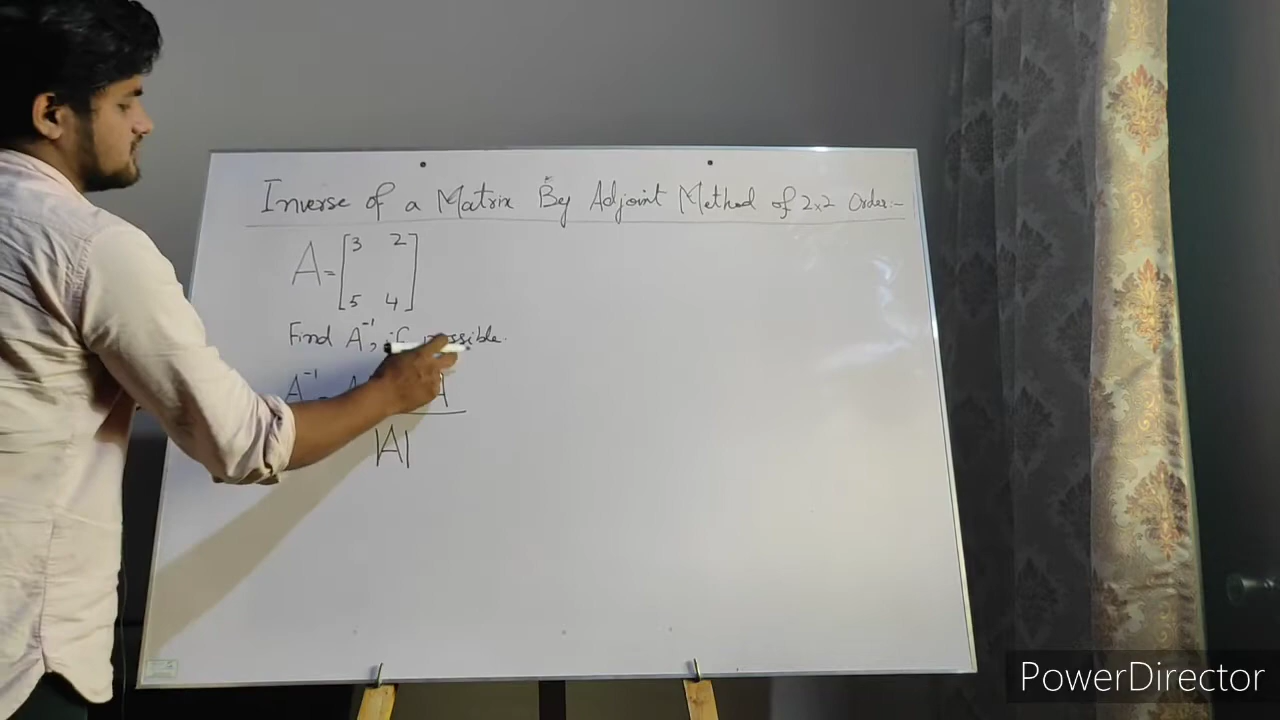 Inverse of a Matrix By Adjoint Method of 2x2 Order:-
A = [3 2
5 4]
Find A⁻¹, if possible.
A⁻¹ = A
|A|
PowerDirector